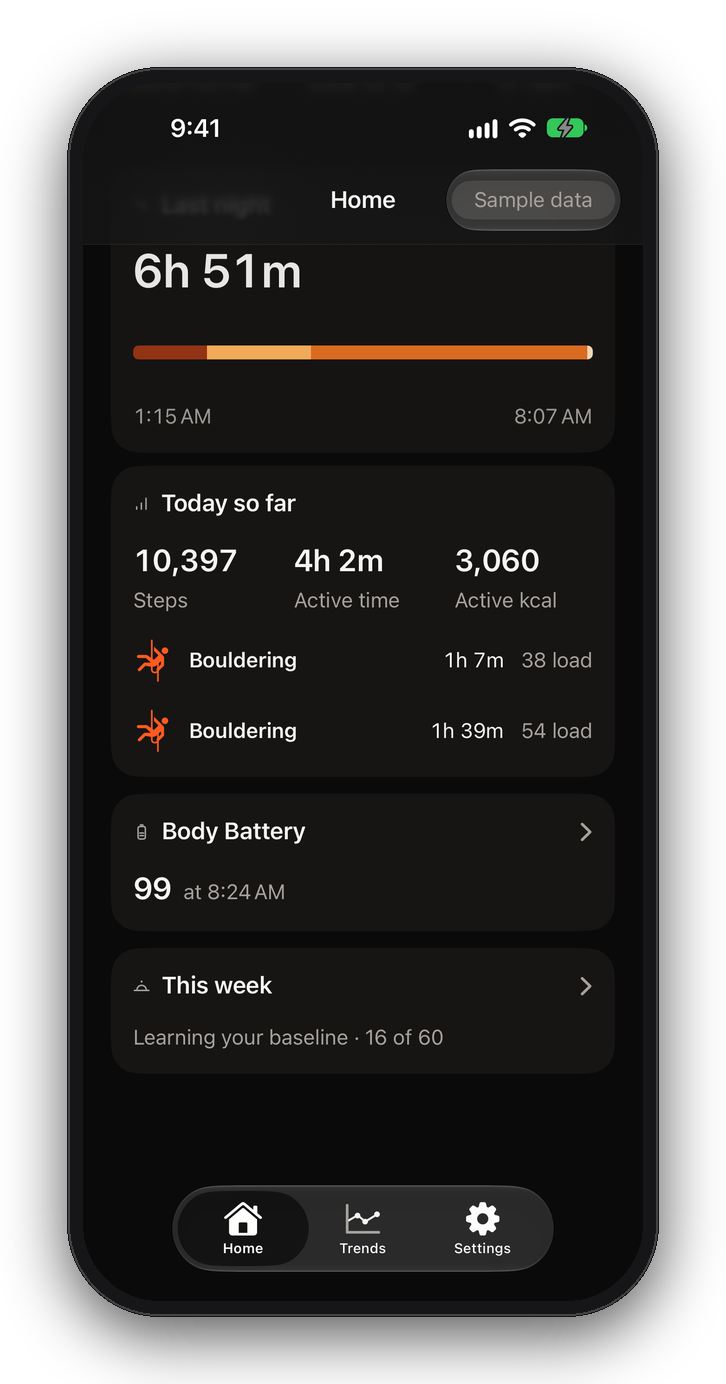 9:41
Last night
Home
Sample data
6h 51m
1:15 AM
8:07 AM
Today so far
10,397
4h 2m
3,060
Steps
Active time
Active kcal
Bouldering
1h 7m
38 load
Bouldering
1h 39m
54 load
Body Battery
99 at 8:24 AM
This week
Learning your baseline · 16 of 60
Home
Trends
Settings